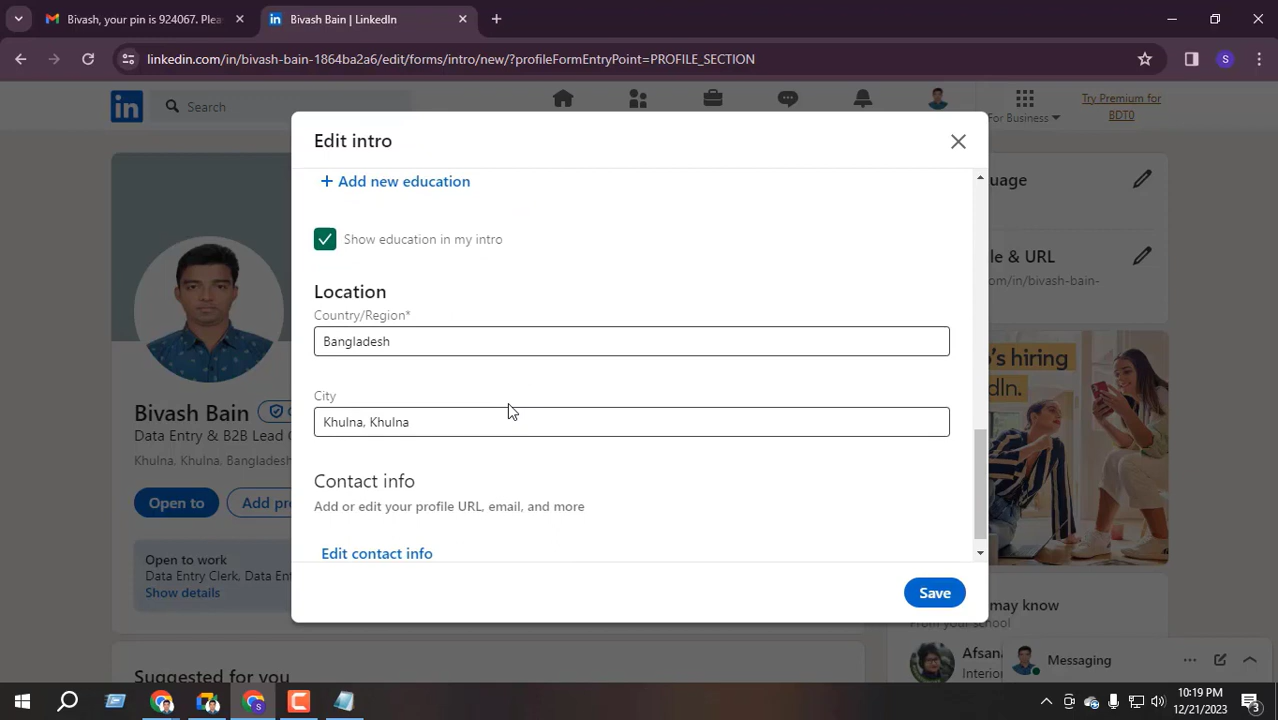 Bivash, your pin is 924067. Plea
Bivash Bain | LinkedIn
linkedin.com/in/bivash-bain-1864ba2a6/edit/forms/intro/new/?profileFormEntryPoint=PROFILE_SECTION
S
in
Search
For Business
Try Premium for
BDT0
Edit intro
+ Add new education
Show education in my intro
Location
Country/Region*
Bangladesh
City
Khulna, Khulna
Contact info
Add or edit your profile URL, email, and more
Edit contact info
Save
uage
le & URL
om/in/bivash-bain-
's hiring
dIn.
Bivash Bain
Data Entry & B2B Lead
Khulna, Khulna, Bangladesh
Open to
Add pr
Open to work
Data Entry Clerk, Data Ent
Show details
Suggested for you
may know
From your school
Afsana
Interior
Messaging
10:19 PM
12/21/2023
3